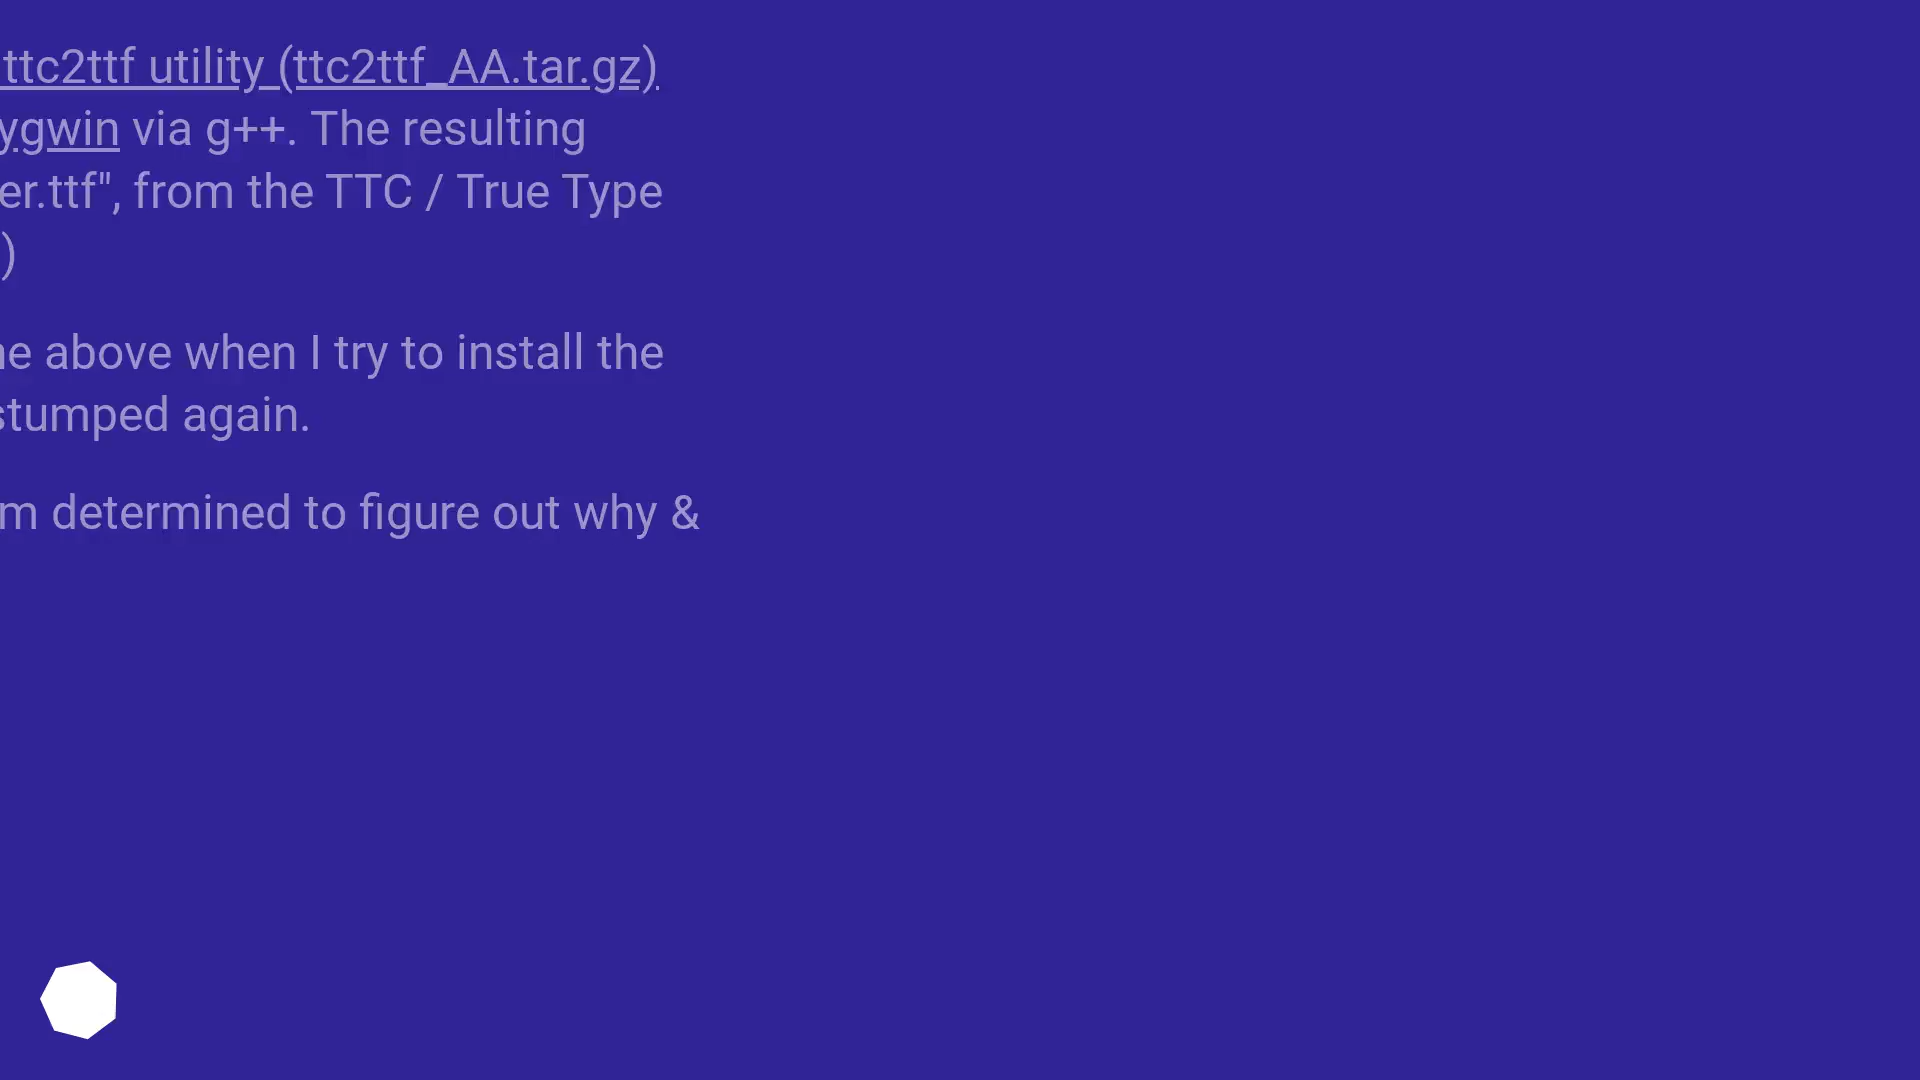 ttc2ttf utility (ttc2ttf_AA.tar.gz)
ygwin via g++. The resulting
er.ttf", from the TTC / True Type
)
he above when I try to install the
stumped again.
m determined to figure out why &